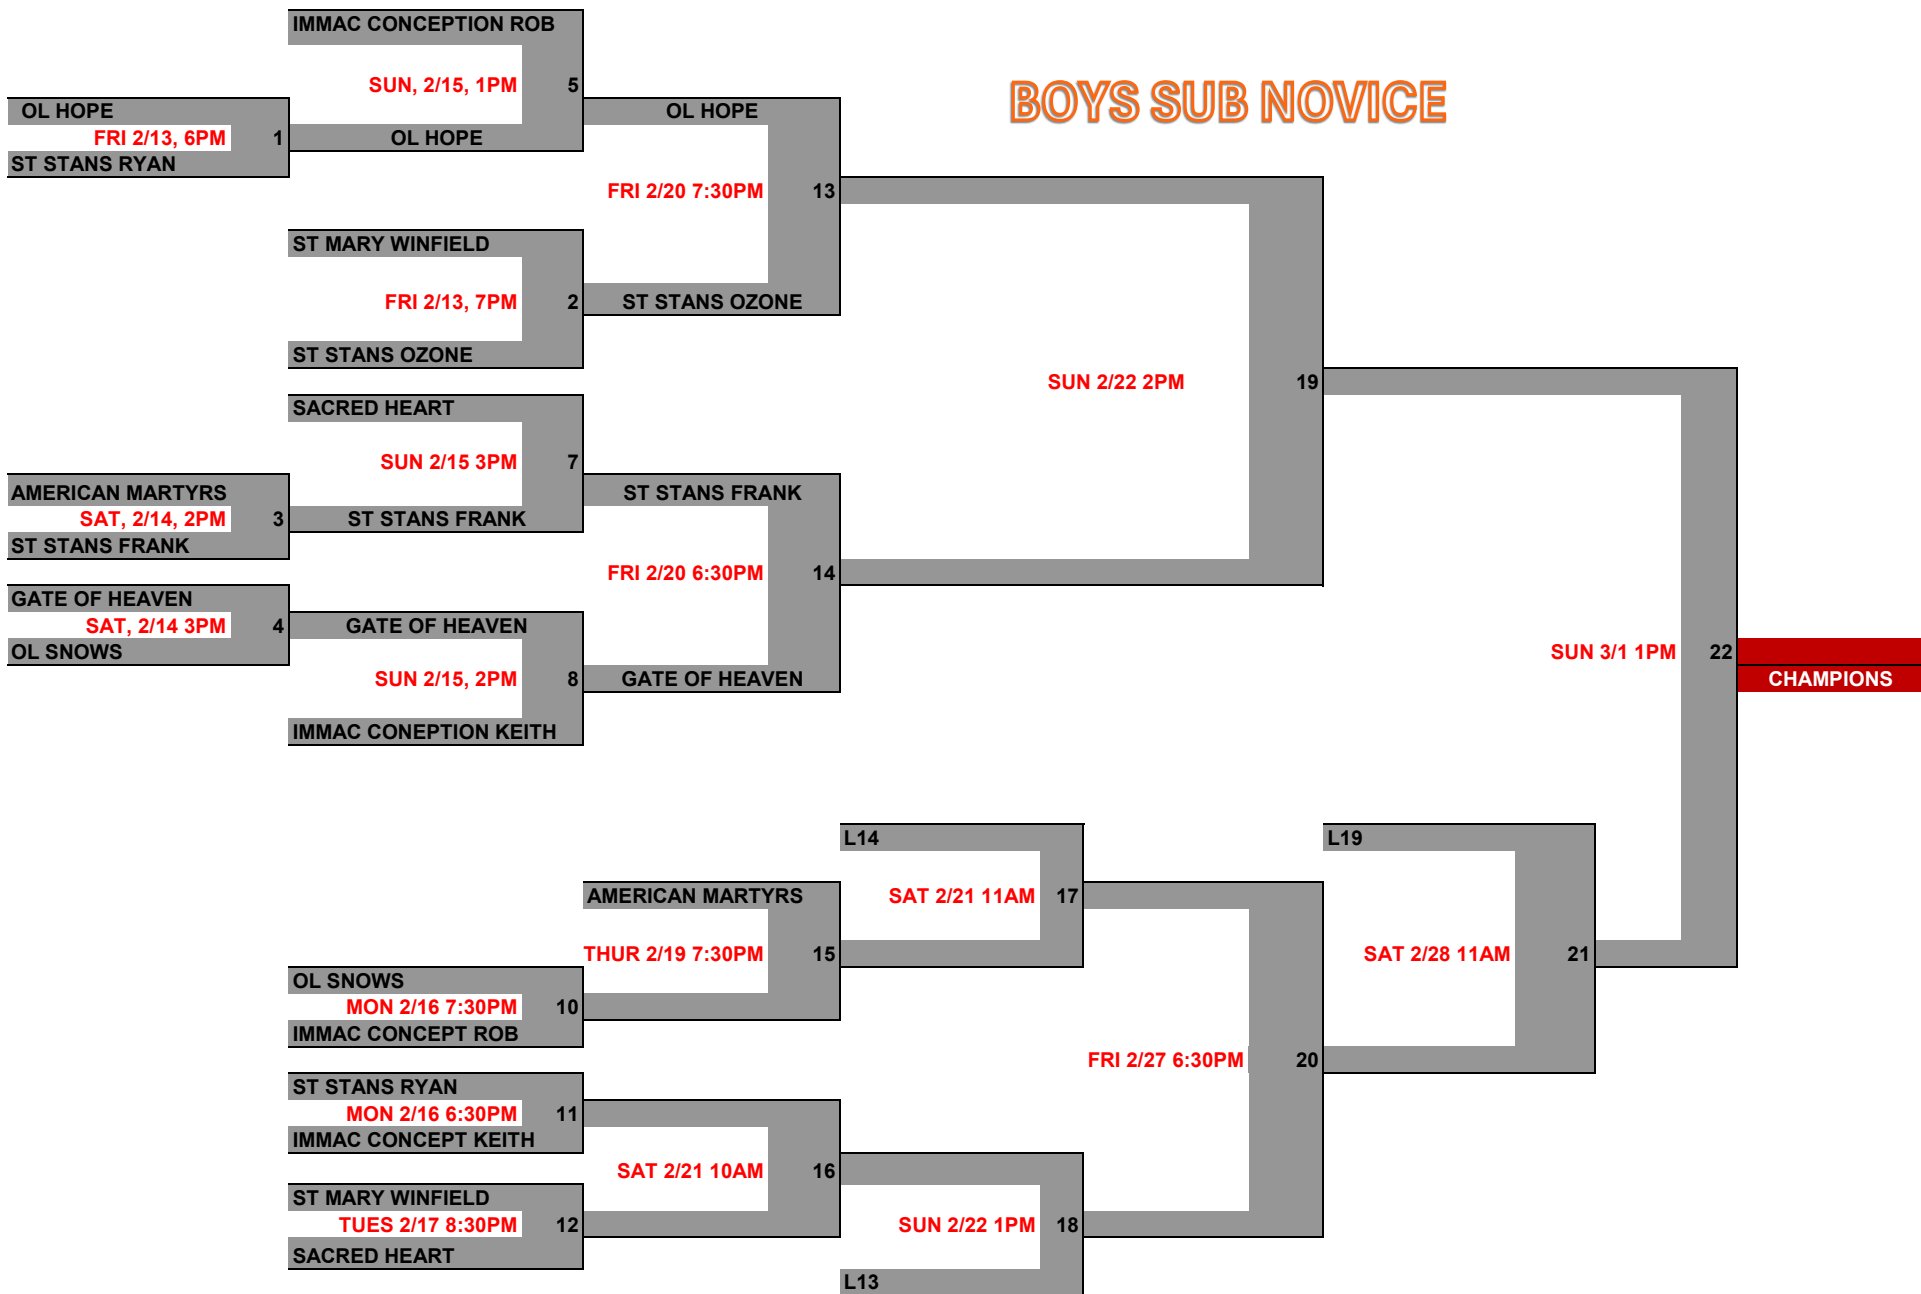 IMMAC CONCEPTION ROB
SUN, 2/15, 1PM 5
BOYS SUB NOVICE
OL HOPE
OL HOPE
FRI 2/13, 6PM 1
OL HOPE
ST STANS RYAN
FRI 2/20 7:30PM 13
ST MARY WINFIELD
FRI 2/13, 7PM 2
ST STANS OZONE
ST STANS OZONE
SUN 2/22 2PM 19
SACRED HEART
SUN 2/15 3PM 7
AMERICAN MARTYRS
ST STANS FRANK
SAT, 2/14, 2PM 3
ST STANS FRANK
ST STANS FRANK
FRI 2/20 6:30PM 14
GATE OF HEAVEN
SAT, 2/14 3PM 4
GATE OF HEAVEN
OL SNOWS
SUN 3/1 1PM 22
SUN 2/15, 2PM 8
GATE OF HEAVEN
CHAMPIONS
IMMAC CONEPTION KEITH
L14
L19
AMERICAN MARTYRS
SAT 2/21 11AM 17
THUR 2/19 7:30PM 15
SAT 2/28 11AM 21
OL SNOWS
MON 2/16 7:30PM 10
IMMAC CONCEPT ROB
FRI 2/27 6:30PM 20
ST STANS RYAN
MON 2/16 6:30PM 11
IMMAC CONCEPT KEITH
SAT 2/21 10AM 16
ST MARY WINFIELD
TUES 2/17 8:30PM 12
SUN 2/22 1PM 18
SACRED HEART
L13